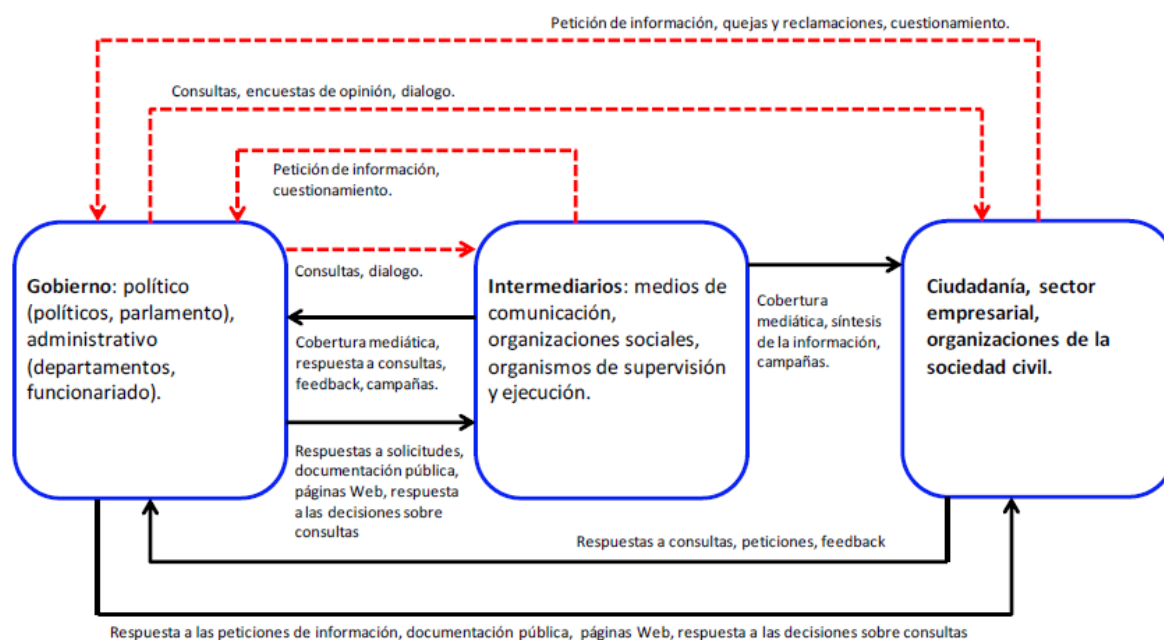 Petición de información, quejas y reclamaciones, cuestionamiento.
Consultas, encuestas de opinión, dialogo.
Petición de información,
cuestionamiento.
Consultas, dialogo.
Gobierno: político
(políticos, parlamento),
administrativo
(departamentos,
funcionariado).
Cobertura mediática,
respuesta a consultas,
feedback, campañas.
Respuestas a solicitudes,
documentación pública,
páginas Web, respuesta
a las decisiones sobre
consultas
Intermediarios: medios de
comunicación,
organizaciones sociales,
organismos de supervisión
y ejecución.
Cobertura
mediática, síntesis
de la información,
campañas.
Ciudadanía, sector
empresarial,
organizaciones de la
sociedad civil.
Respuestas a consultas, peticiones, feedback
Respuesta a las peticiones de información, documentación pública, páginas Web, respuesta a las decisiones sobre consultas